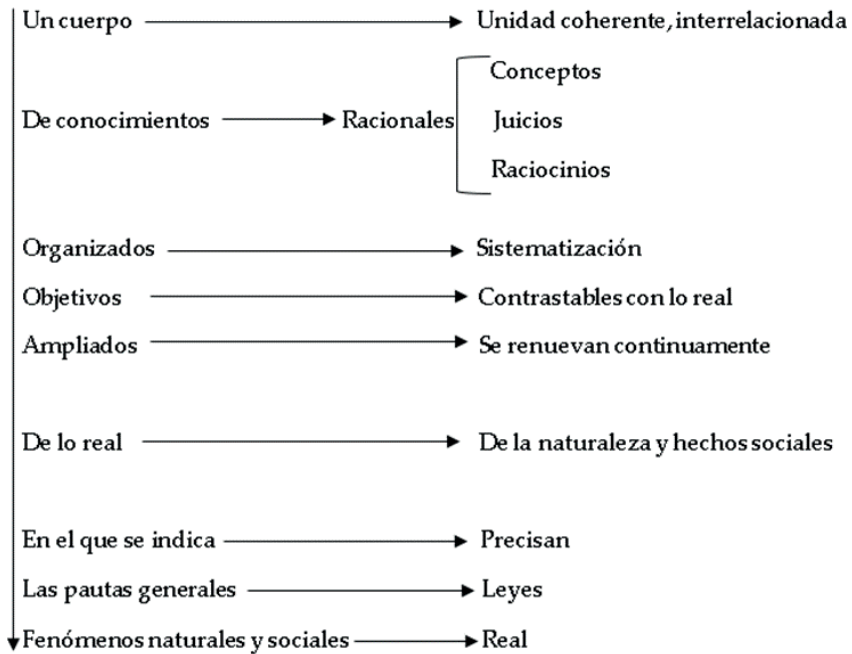 Un cuerpo Unidad coherente, interrelacionada
Conceptos
De conocimientos Racionales Juicios
Raciocinios
Organizados Sistematización
Objetivos Contrastables con lo real
Ampliados Se renuevan continuamente
De lo real De la naturaleza y hechos sociales
En el que se indica Precisan
Las pautas generales Leyes
Fenómenos naturales y sociales Real